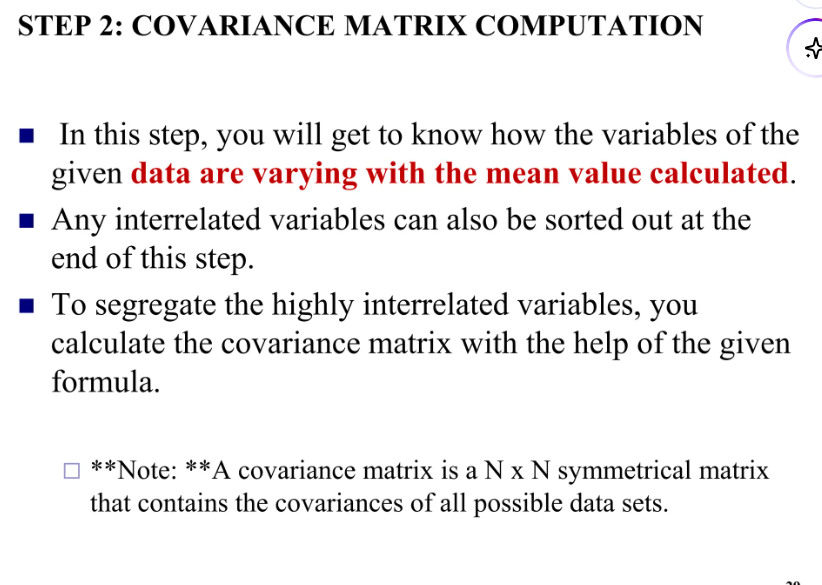 STEP 2: COVARIANCE MATRIX COMPUTATION
In this step, you will get to know how the variables of the
given data are varying with the mean value calculated.
Any interrelated variables can also be sorted out at the
end of this step.
To segregate the highly interrelated variables, you
calculate the covariance matrix with the help of the given
formula.
**Note: **A covariance matrix is a N x N symmetrical matrix
that contains the covariances of all possible data sets.